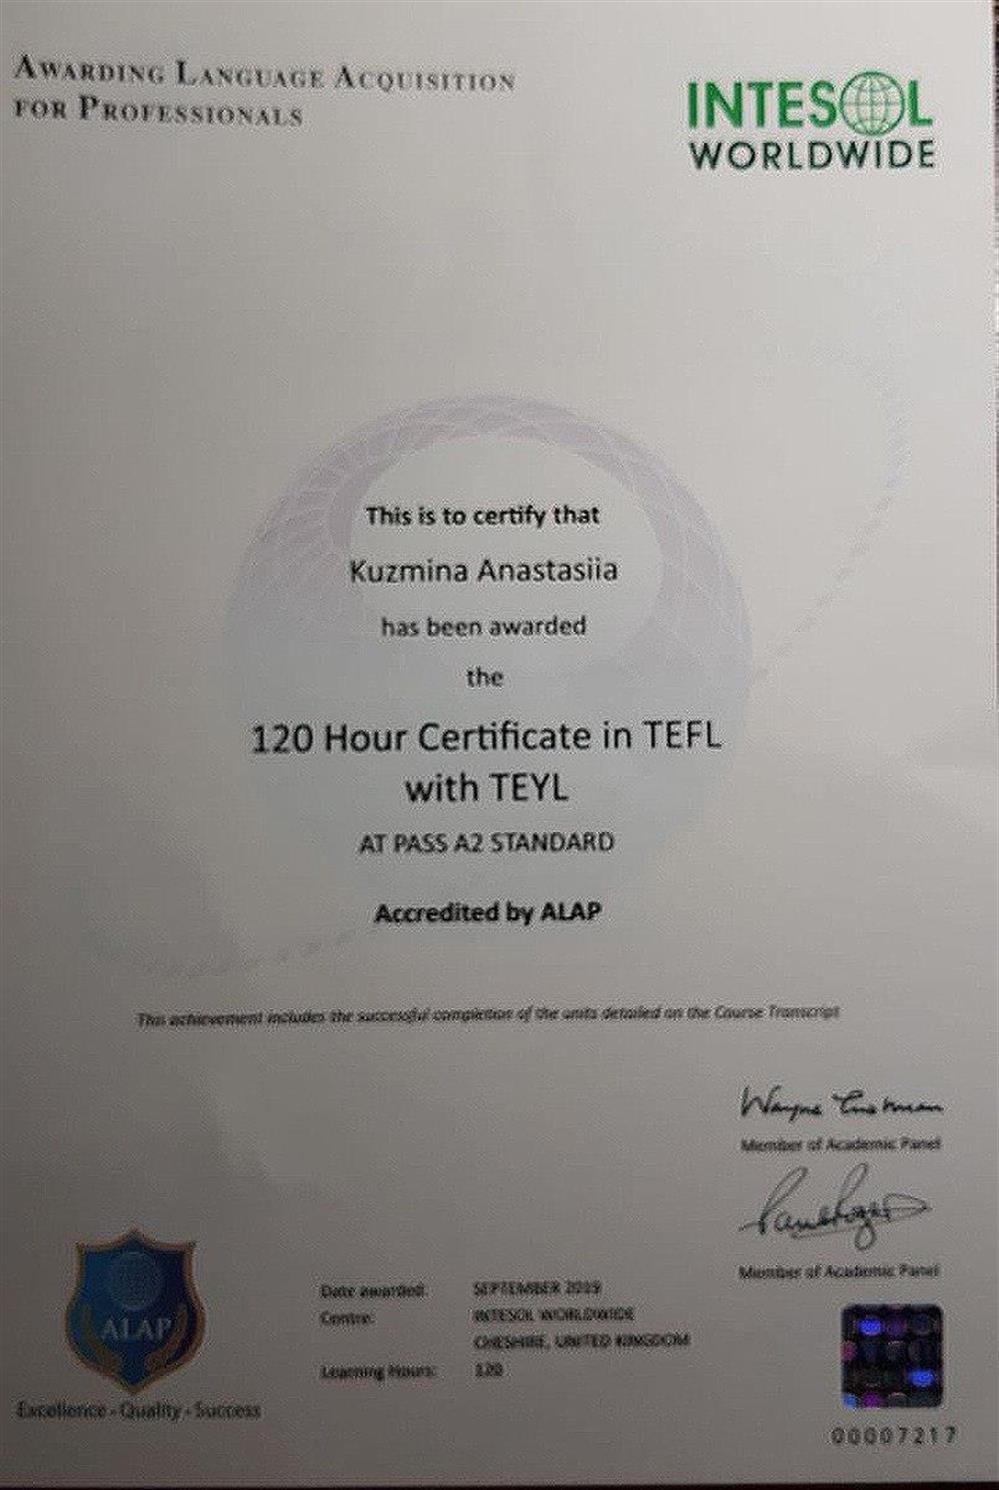 AWARDING LANGUAGE ACQUISITION
FOR PROFESSIONALS
INTESOL
WORLDWIDE
This is to certify that
Kuzmina Anastasiia
has been awarded
the
120 Hour Certificate in TEFL
with TEYL
AT PASS A2 STANDARD
Accredited by ALAP
This achievement includes the successful completion of the units detailed on the Course Transcript
Wayne
Member of Academic Panel
Member of Academic Panel
ALAP
Excellence - Quality - Success
Date awarded: SEPTEMBER 2019
Centre: INTESOL WORLDWIDE
CHESHIRE, UNITED KINGDOM
Learning Hours: 120
00007217